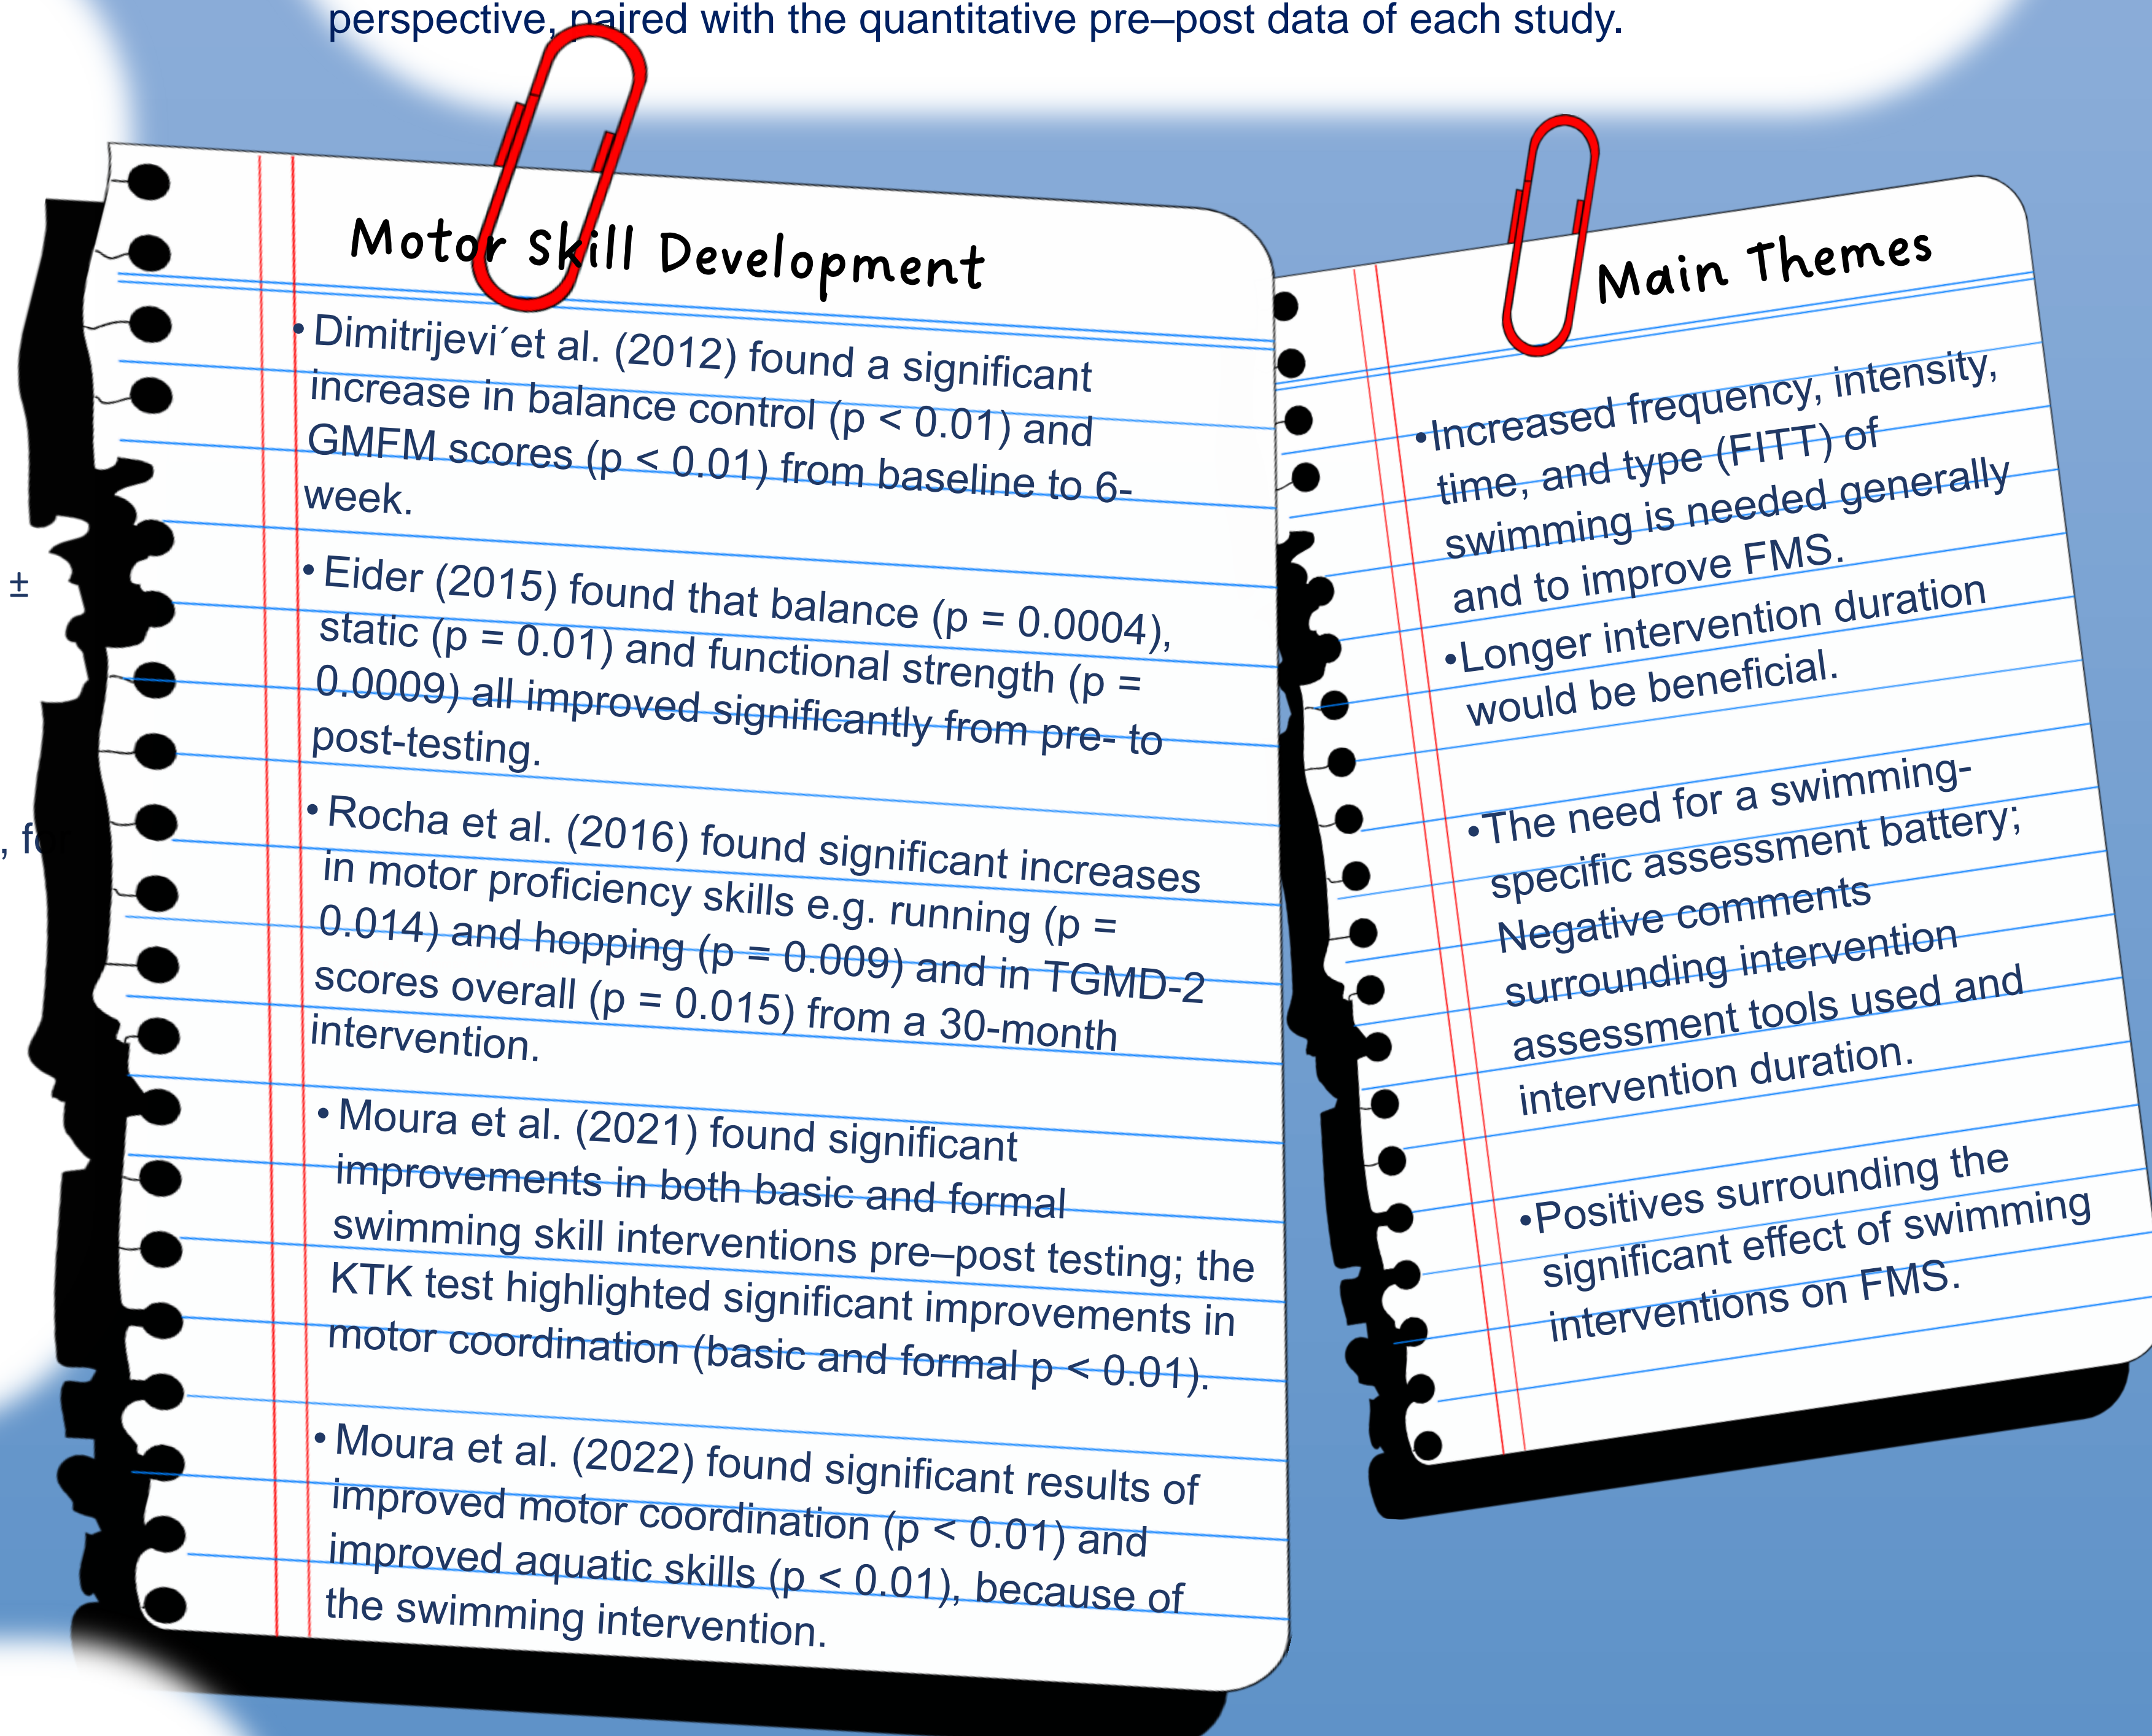 perspective, paired with the quantitative pre–post data of each study.
±
, for
Motor Skill Development
• Dimitrijevi´et al. (2012) found a significant
increase in balance control (p < 0.01) and
GMFM scores (p < 0.01) from baseline to 6-
week.
• Eider (2015) found that balance (p = 0.0004),
static (p = 0.01) and functional strength (p =
0.0009) all improved significantly from pre- to
post-testing.
• Rocha et al. (2016) found significant increases
in motor proficiency skills e.g. running (p =
0.014) and hopping (p = 0.009) and in TGMD-2
scores overall (p = 0.015) from a 30-month
intervention.
• Moura et al. (2021) found significant
improvements in both basic and formal
swimming skill interventions pre–post testing; the
KTK test highlighted significant improvements in
motor coordination (basic and formal p < 0.01).
• Moura et al. (2022) found significant results of
improved motor coordination (p < 0.01) and
improved aquatic skills (p < 0.01), because of
the swimming intervention.
Main Themes
•Increased frequency, intensity,
time, and type (FITT) of
swimming is needed generally
and to improve FMS.
•Longer intervention duration
would be beneficial.
•The need for a swimming-
specific assessment battery;
Negative comments
surrounding intervention
assessment tools used and
intervention duration.
•Positives surrounding the
significant effect of swimming
interventions on FMS.